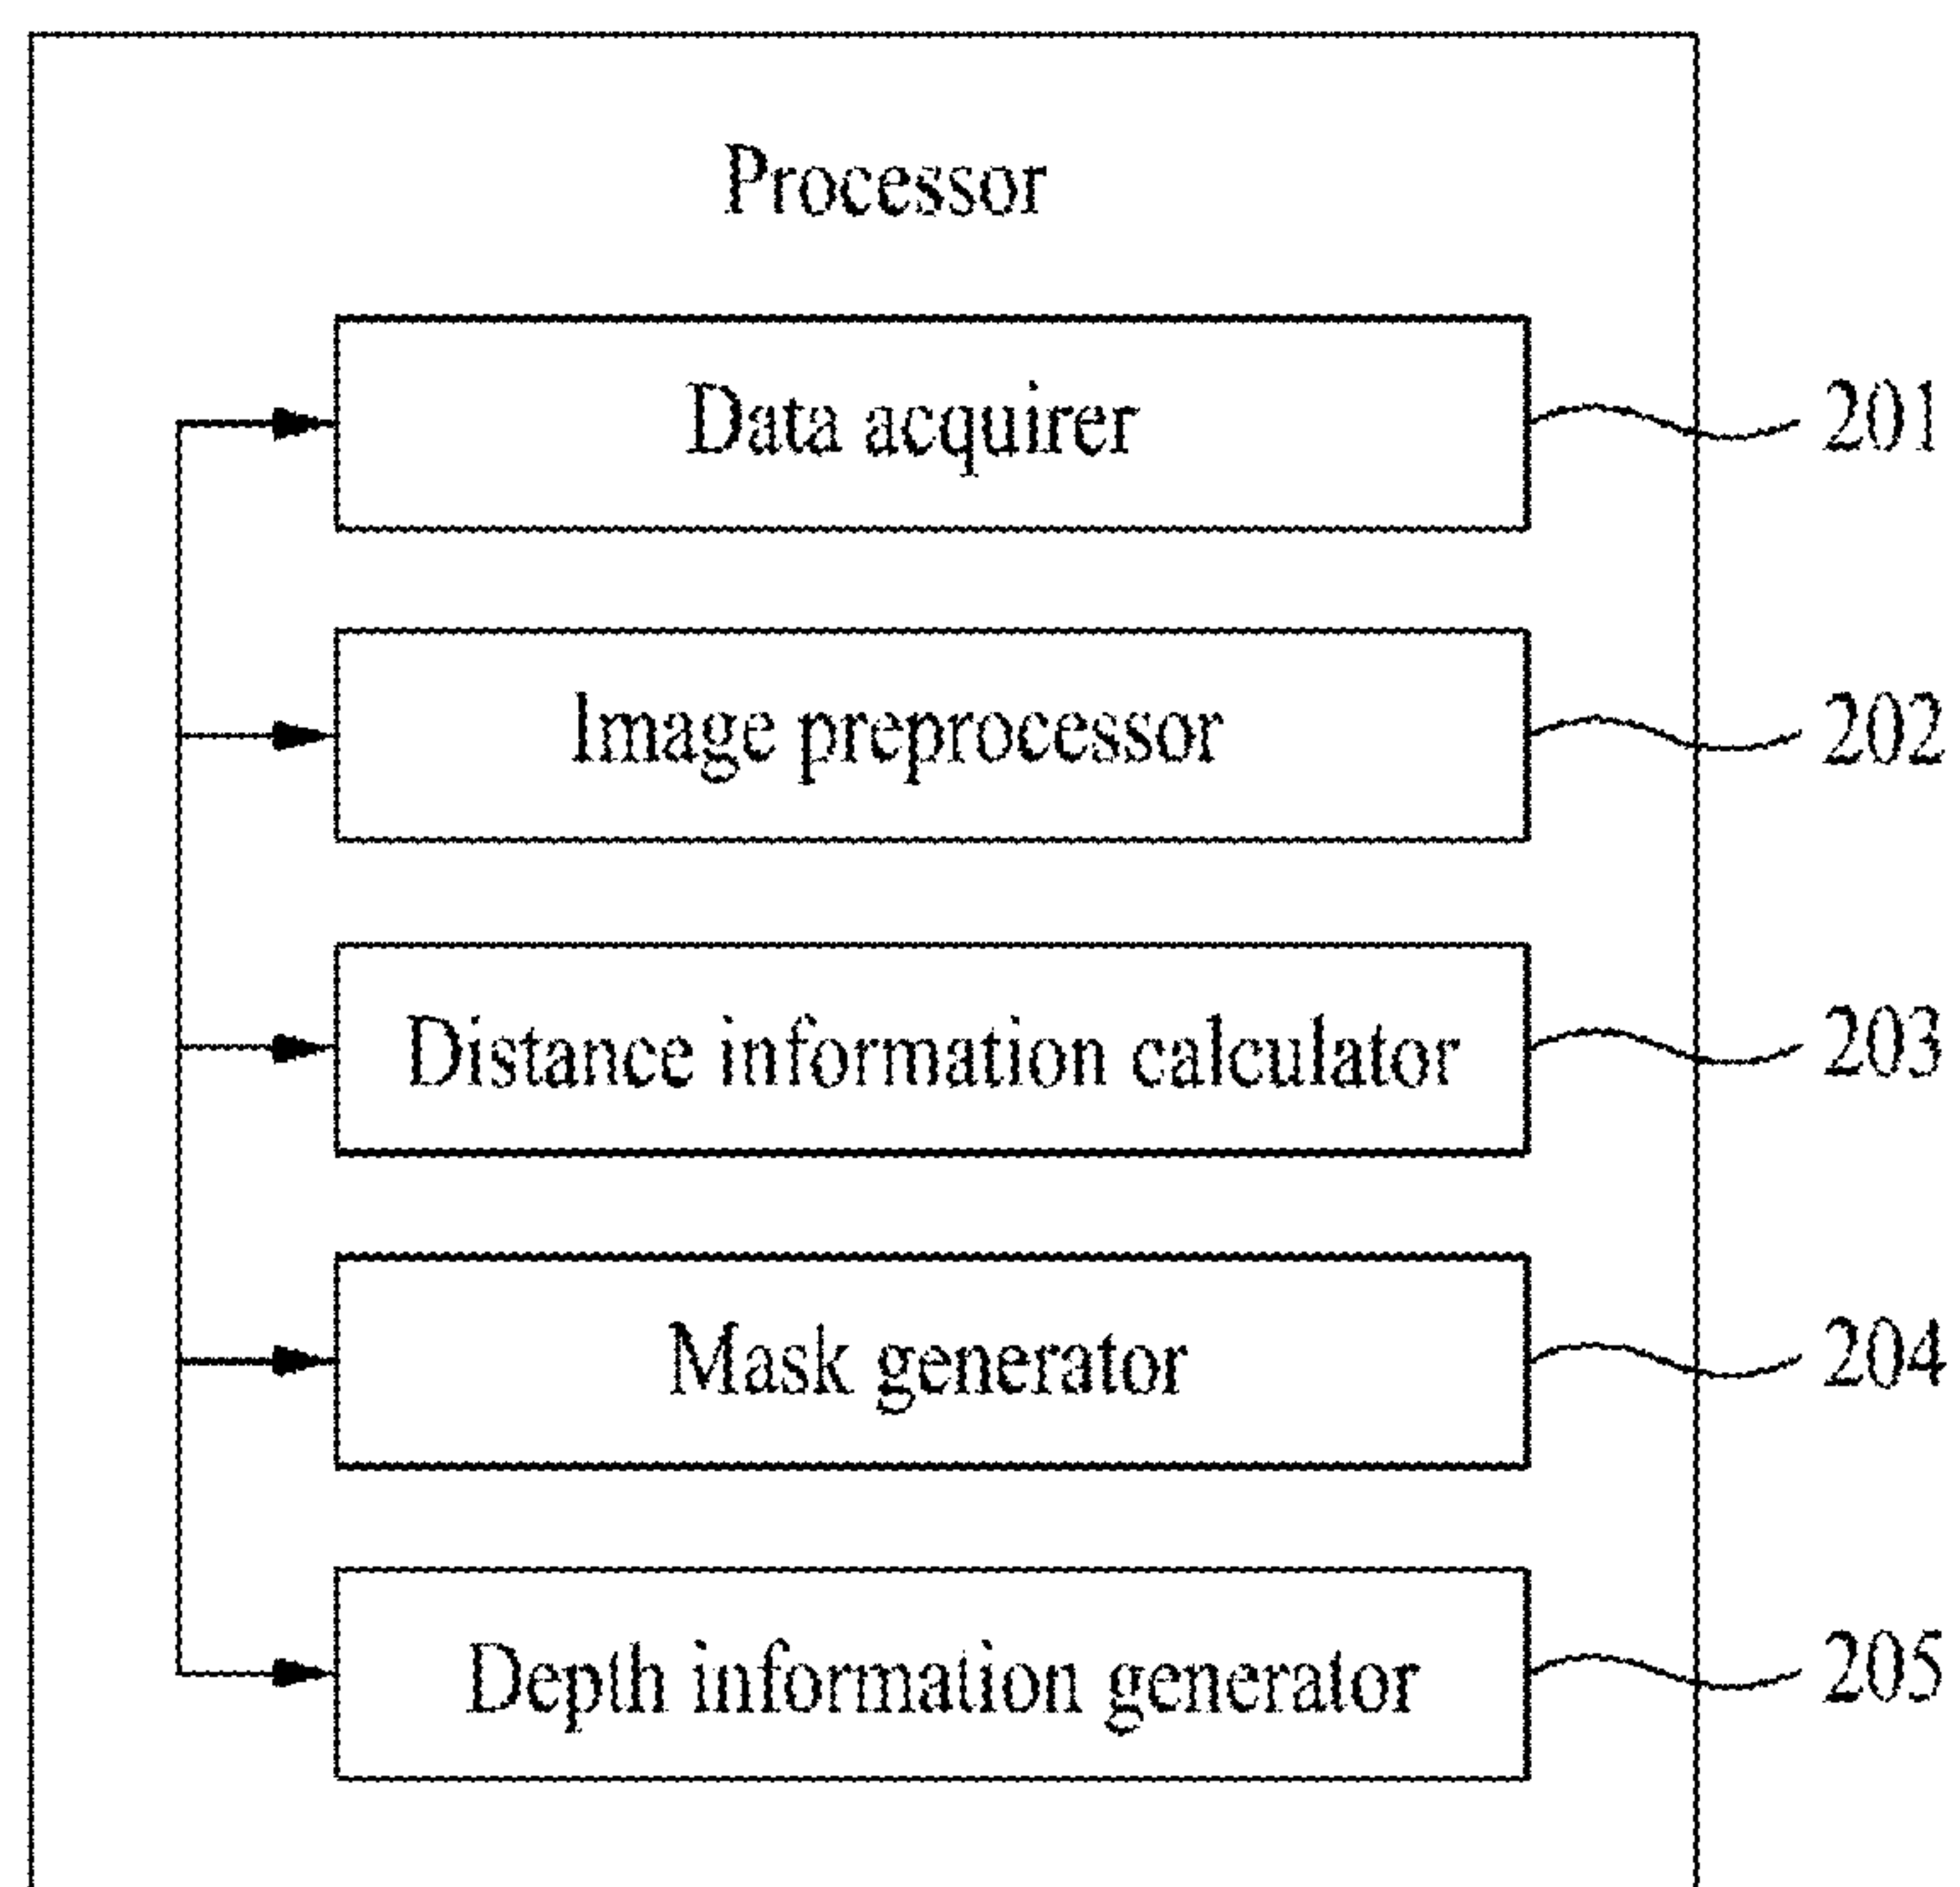 Processor
Data acquirer 201
Image preprocessor 202
Distance information calculator 203
Mask generator 204
Depth information generator 205